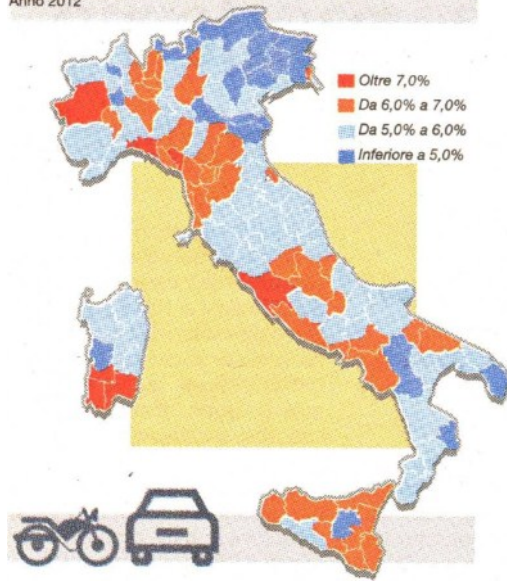 Anno 2012
Oltre 7,0%
Da 6,0% a 7,0%
Da 5,0% a 6,0%
Inferiore a 5,0%